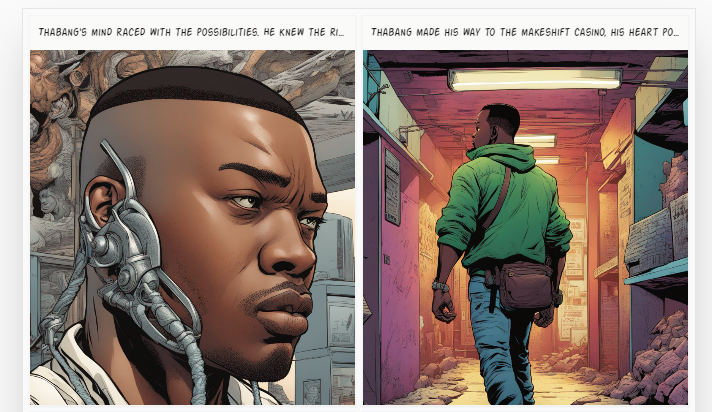 THABANG'S MIND RACED WITH THE POSSIBILITIES. HE KNEW THE RI...
THABANG MADE HIS WAY TO THE MAKESHIFT CASINO, HIS HEART PO...